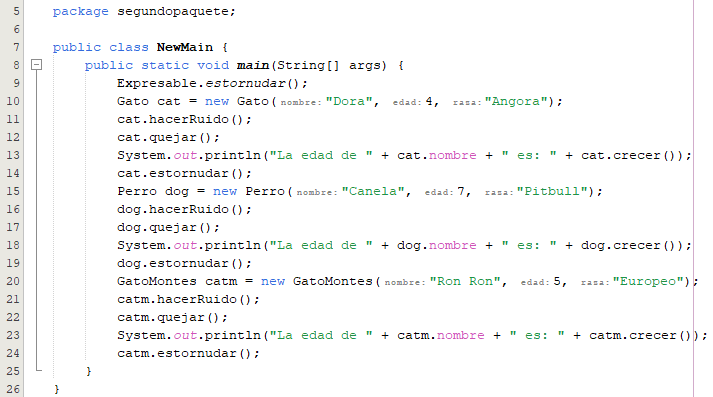 5 package segundopaquete;
6
7 public class NewMain {
8 public static void main(String[] args) {
9 Expresable.estornudar();
10 Gato cat = new Gato(nombre: "Dora", edad: 4, rasa: "Angora");
11 cat.hacerRuido();
12 cat.quejar();
13 System.out.println("La edad de " + cat.nombre + " es: " + cat.crecer());
14 cat.estornudar();
15 Perro dog = new Perro(nombre: "Canela", edad: 7, rasa: "Pitbull");
16 dog.hacerRuido();
17 dog.quejar();
18 System.out.println("La edad de " + dog.nombre + " es: " + dog.crecer());
19 dog.estornudar();
20 GatoMontes catm = new GatoMontes(nombre: "Ron Ron", edad: 5, rasa: "Europeo");
21 catm.hacerRuido();
22 catm.quejar();
23 System.out.println("La edad de " + catm.nombre + " es: " + catm.crecer());
24 catm.estornudar();
25 }
26 }